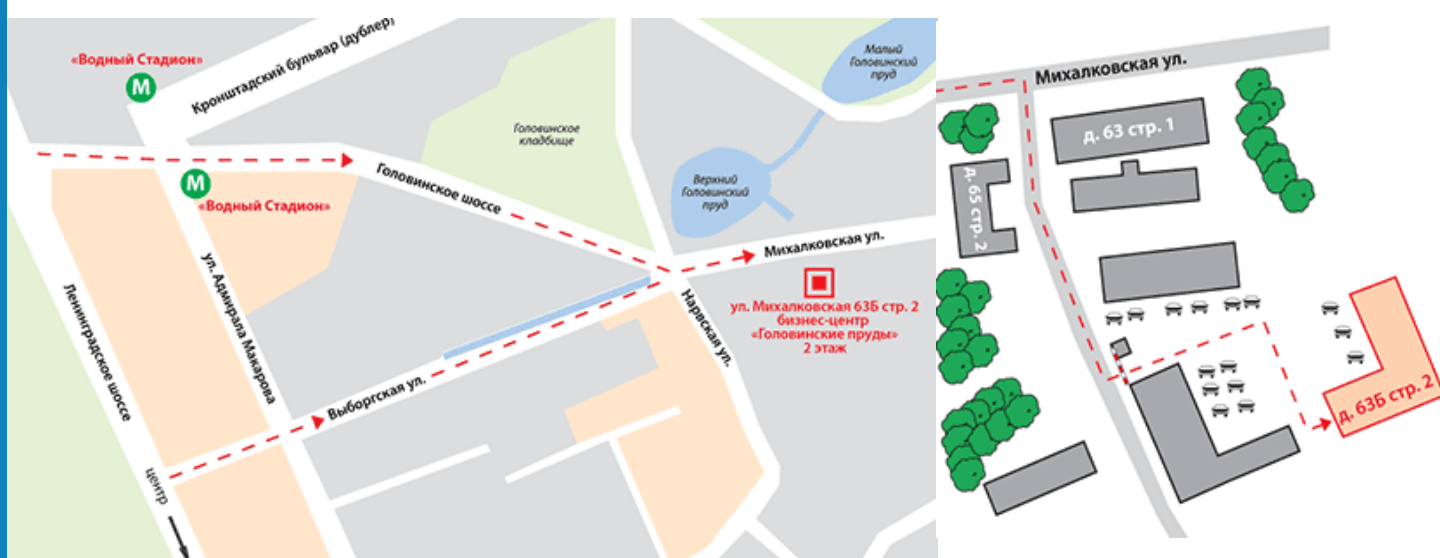 «Водный Стадион»
М
Кронштадский бульвар (дублер)
Малый
Головинский
пруд
Головинское
кладбище
М
«Водный Стадион»
Головинское шоссе
Верхний
Головинский
пруд
Михалковская ул.
ул. Адмирала Макарова
Ленинградское шоссе
ул. Михалковская 63Б стр. 2
бизнес-центр
«Головинские пруды»
2 этаж
Нарвская ул.
Выборгская ул.
центр
Михалковская ул.
д. 63 стр. 1
д. 65 стр. 2
д. 63Б стр. 2